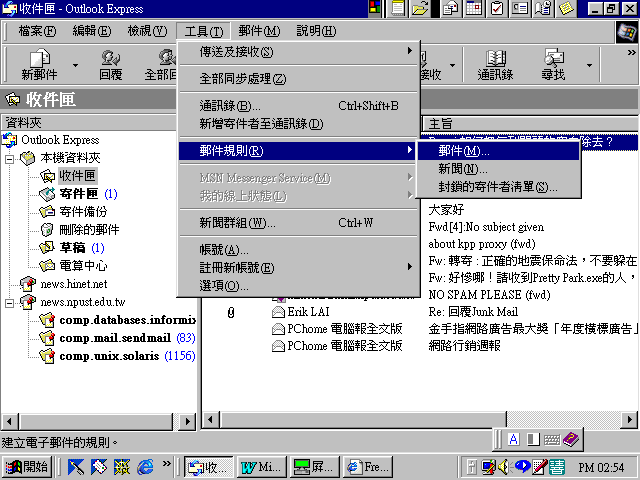 收件匣 - Outlook Express
檔案(F) 編輯(E) 檢視(V) 工具(T) 郵件(M) 說明(H)
新郵件 回覆 全部回 接收 通訊錄 尋找
收件匣
資料夾
Outlook Express
本機資料夾
收件匣
寄件匣 (1)
寄件備份
刪除的郵件
草稿 (1)
電算中心
news.hinet.net
news.npust.edu.tw
comp.databases.informix
comp.mail.sendmail (83)
comp.unix.solaris (1156)
傳送及接收(S)
全部同步處理(Z)
通訊錄(B)... Ctrl+Shift+B
新增寄件者至通訊錄(D)
郵件規則(R)
MSN Messenger Service(M)
我的線上狀態(L)
新聞群組(W)... Ctrl+W
帳號(A)...
註冊新帳號(E)
選項(O)...
郵件(M)...
新聞(N)...
封鎖的寄件者清單(S)...
主旨
除去?
大家好
Fwd[4]:No subject given
about kpp proxy (fwd)
Fw: 轉寄 : 正確的地震保命法，不要躲在
Fw: 好慘哪！請收到Pretty Park.exe的人，
NO SPAM PLEASE (fwd)
Erik LAI Re: 回覆Junk Mail
PChome 電腦報全文版 金手指網路廣告最大獎「年度橫標廣告」
PChome 電腦報全文版 網路行銷週報
建立電子郵件的規則。
A
開始 收... Mi... 屏... Fre... PM 02:54